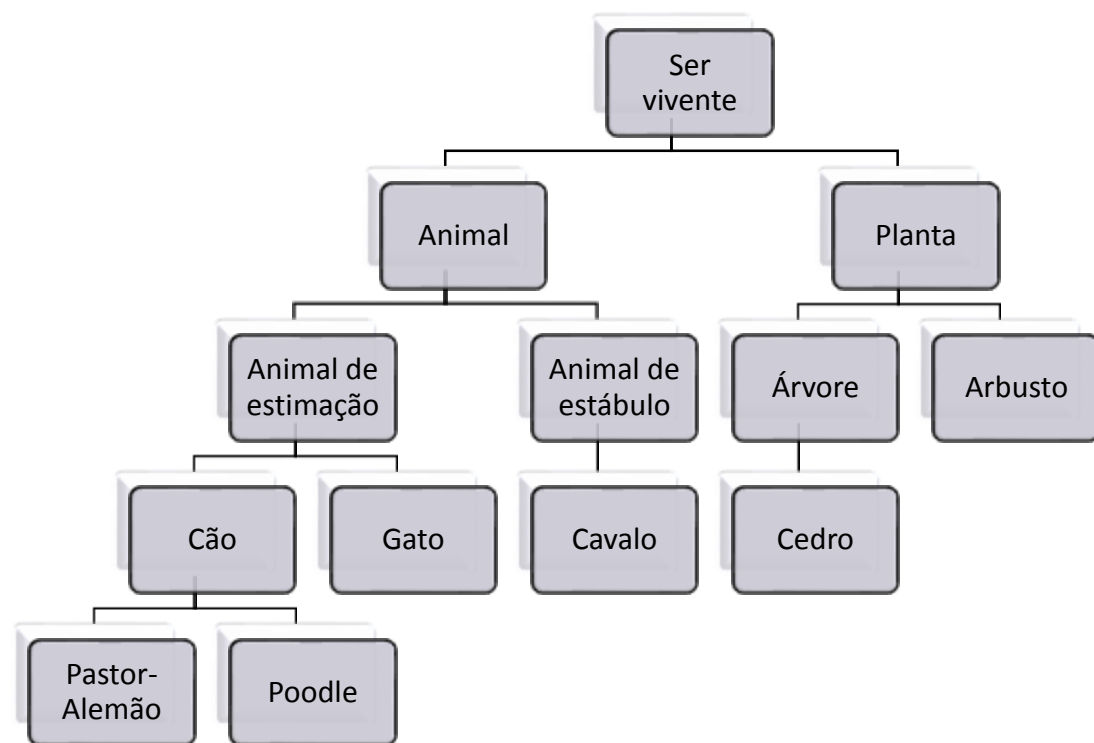 Ser
vivente
Animal
Planta
Animal de
estimação
Animal de
estábulo
Árvore
Arbusto
Cão
Gato
Cavalo
Cedro
Pastor-
Alemão
Poodle